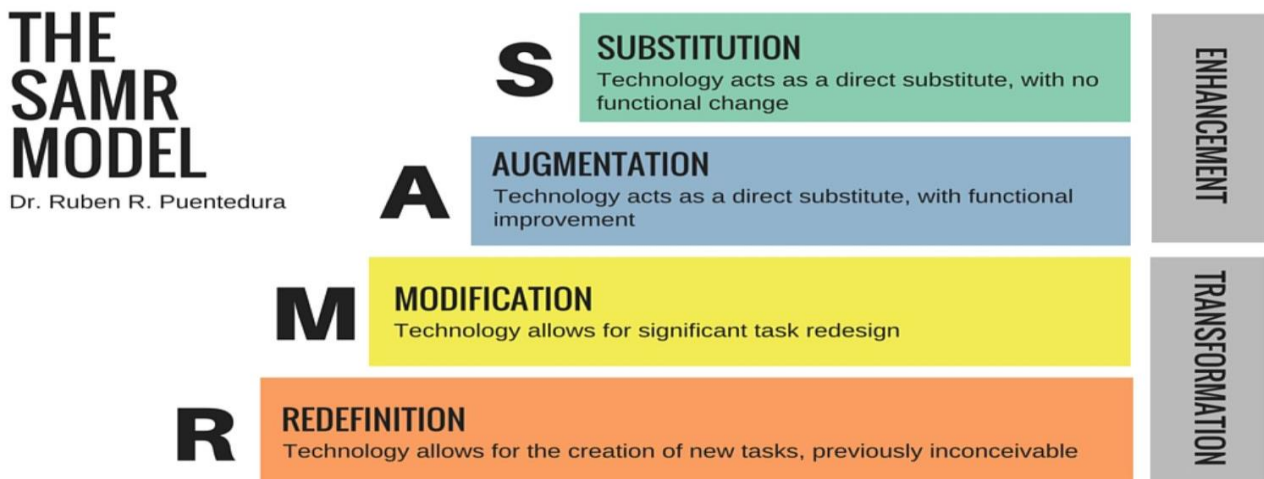 THE
SAMR
MODEL
Dr. Ruben R. Puentedura
S
SUBSTITUTION
Technology acts as a direct substitute, with no
functional change
A
AUGMENTATION
Technology acts as a direct substitute, with functional
improvement
ENHANCEMENT
M
MODIFICATION
Technology allows for significant task redesign
R
REDEFINITION
Technology allows for the creation of new tasks, previously inconceivable
TRANSFORMATION